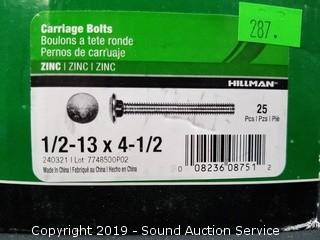 287.
Carriage Bolts
Boulons a tete ronde
Pernos de carruaje
ZINC | ZINC | ZINC
HILLMAN
25
Pcs | Pzs | Pie
1/2-13 x 4-1/2
240321 | Lot 7748500P02
Made in China | Fabriqué au China | Hecho en China
0 08236 08751 2
Copyright 2019 - Sound Auction Service